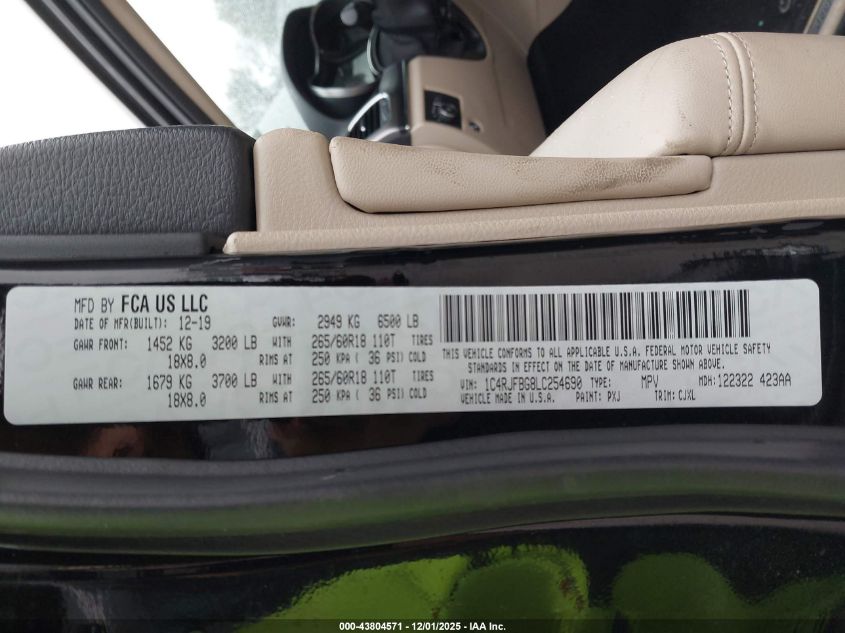 MFD BY FCA US LLC
DATE OF MFR(BUILT): 12-19 GVWR: 2949 KG 6500 LB
GAWR FRONT: 1452 KG 3200 LB WITH 265/60R18 110T TIRES
18X8.0 RIMS AT 250 KPA ( 36 PSI) COLD
GAWR REAR: 1679 KG 3700 LB WITH 265/60R18 110T TIRES
18X8.0 RIMS AT 250 KPA ( 36 PSI) COLD
THIS VEHICLE CONFORMS TO ALL APPLICABLE U.S.A. FEDERAL MOTOR VEHICLE SAFETY
STANDARDS IN EFFECT ON THE DATE OF MANUFACTURE SHOWN ABOVE.
VIN: 1C4RJFBG8LC254690 TYPE: MPV MDH: 122322 423AA
VEHICLE MADE IN U.S.A. PAINT: PXJ TRIM: CJXL
000-43804571 - 12/01/2025 - IAA Inc.